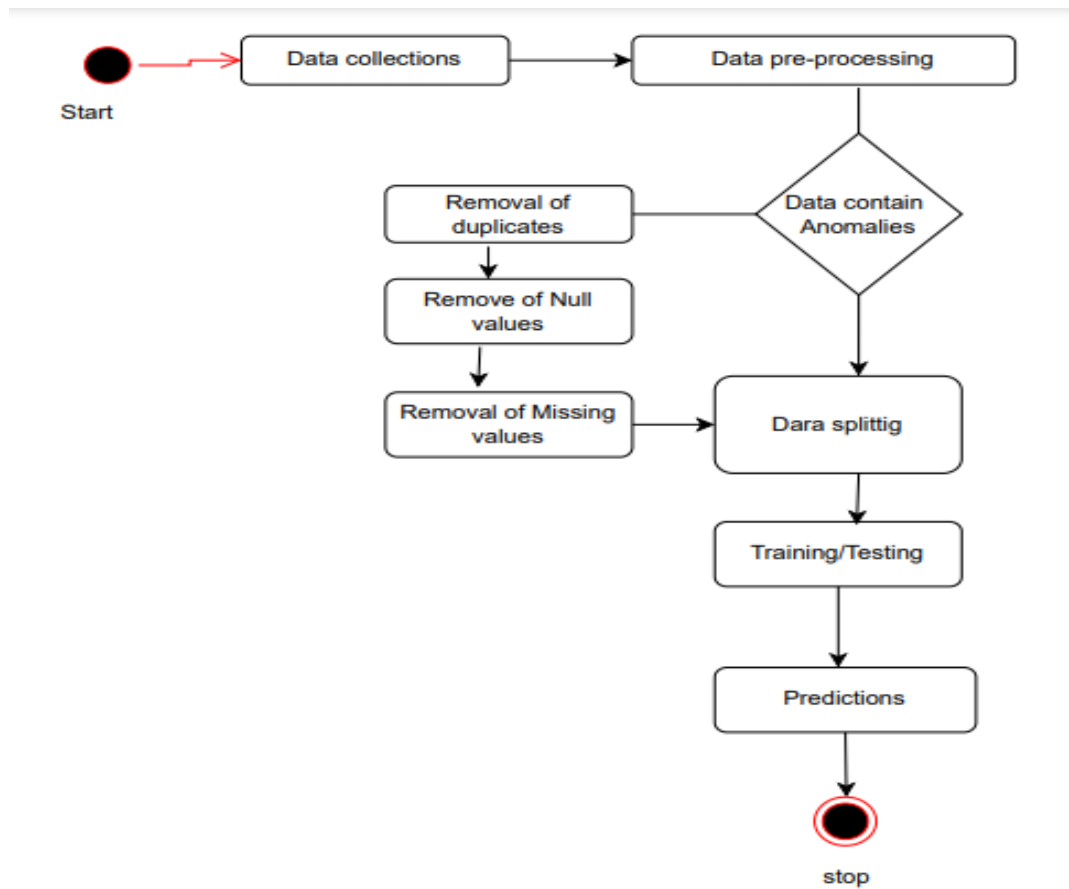 Data collections
Data pre-processing
Start
Data contain
Anomalies
Removal of
duplicates
Remove of Null
values
Removal of Missing
values
Dara splittig
Training/Testing
Predictions
stop